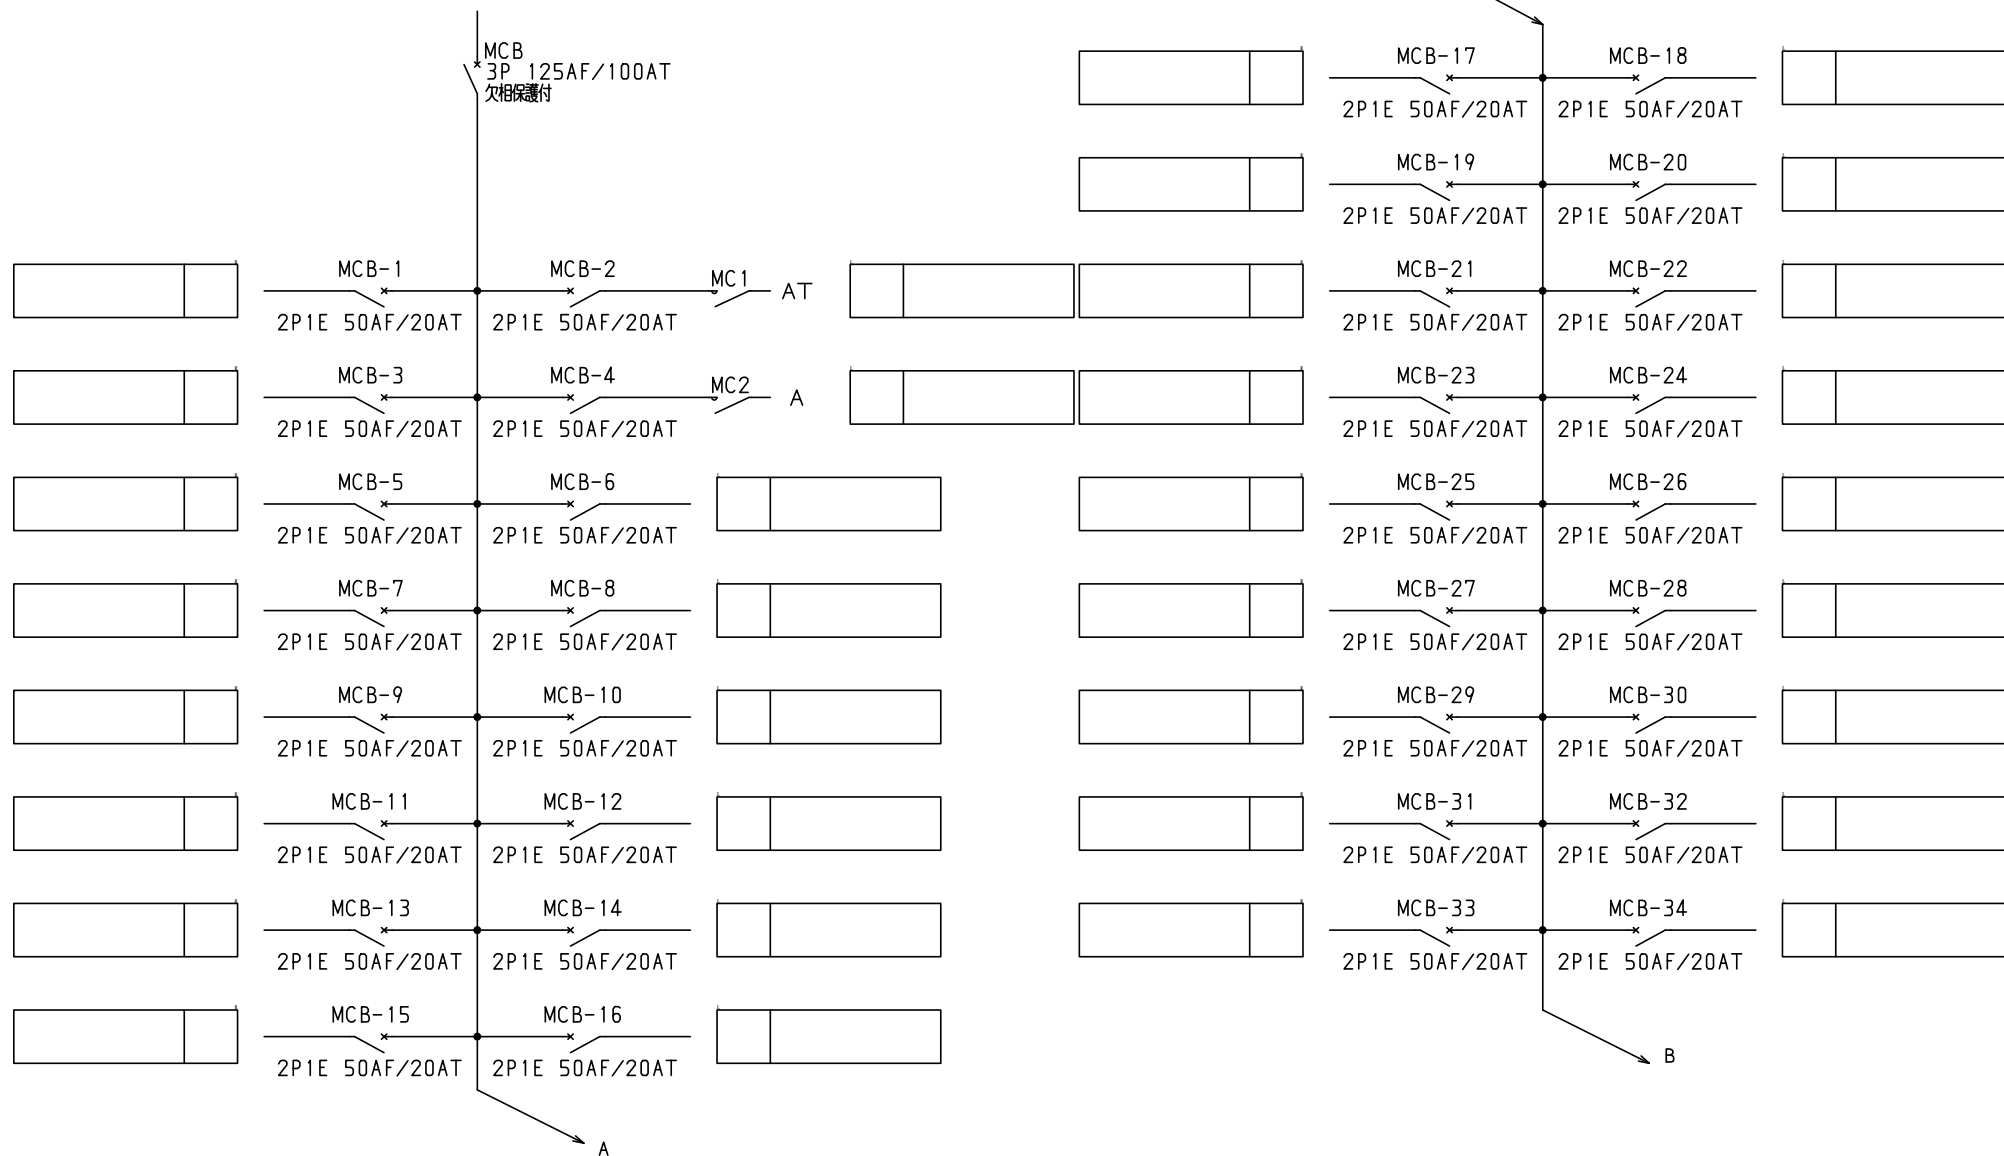 MCB
3P 125AF/100AT
欠相保護付
MCB-1 MCB-2 MC1 AT
2P1E 50AF/20AT 2P1E 50AF/20AT
MCB-3 MCB-4 MC2 A
2P1E 50AF/20AT 2P1E 50AF/20AT
MCB-5 MCB-6
2P1E 50AF/20AT 2P1E 50AF/20AT
MCB-7 MCB-8
2P1E 50AF/20AT 2P1E 50AF/20AT
MCB-9 MCB-10
2P1E 50AF/20AT 2P1E 50AF/20AT
MCB-11 MCB-12
2P1E 50AF/20AT 2P1E 50AF/20AT
MCB-13 MCB-14
2P1E 50AF/20AT 2P1E 50AF/20AT
MCB-15 MCB-16
2P1E 50AF/20AT 2P1E 50AF/20AT
A
MCB-17 MCB-18
2P1E 50AF/20AT 2P1E 50AF/20AT
MCB-19 MCB-20
2P1E 50AF/20AT 2P1E 50AF/20AT
MCB-21 MCB-22
2P1E 50AF/20AT 2P1E 50AF/20AT
MCB-23 MCB-24
2P1E 50AF/20AT 2P1E 50AF/20AT
MCB-25 MCB-26
2P1E 50AF/20AT 2P1E 50AF/20AT
MCB-27 MCB-28
2P1E 50AF/20AT 2P1E 50AF/20AT
MCB-29 MCB-30
2P1E 50AF/20AT 2P1E 50AF/20AT
MCB-31 MCB-32
2P1E 50AF/20AT 2P1E 50AF/20AT
MCB-33 MCB-34
2P1E 50AF/20AT 2P1E 50AF/20AT
B